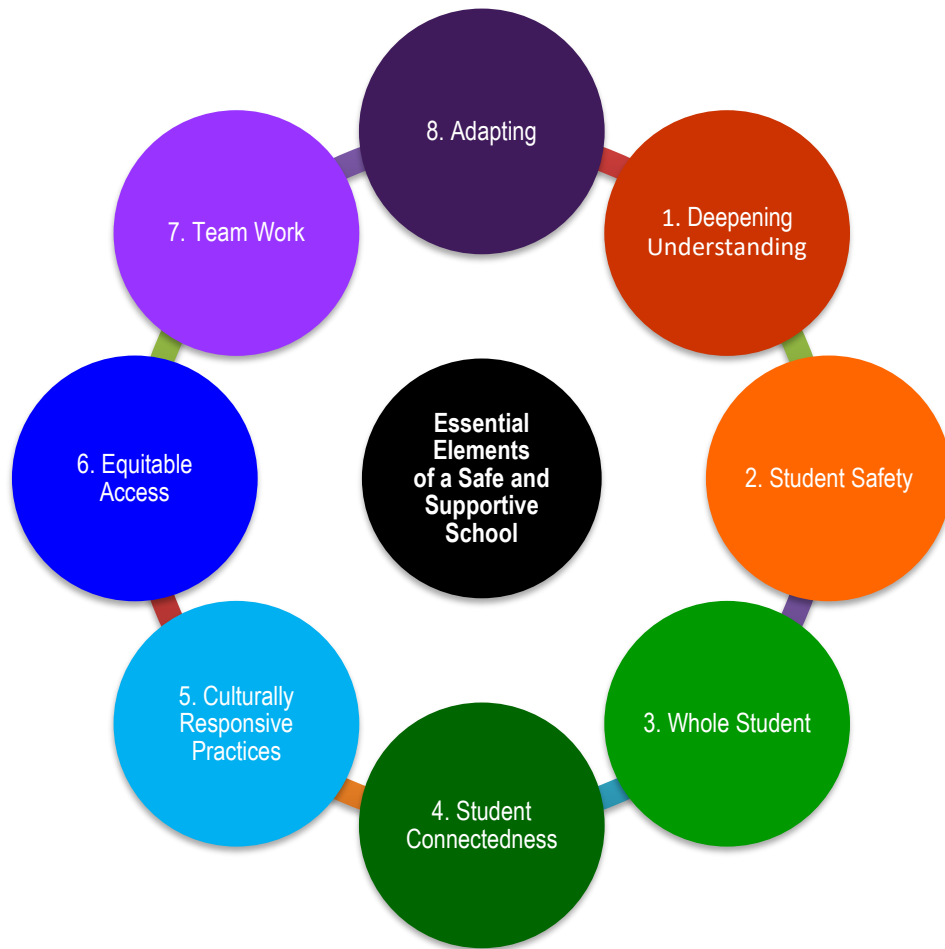 8. Adapting
1. Deepening
Understanding
2. Student Safety
3. Whole Student
4. Student
Connectedness
5. Culturally
Responsive
Practices
6. Equitable
Access
7. Team Work
Essential
Elements
of a Safe and
Supportive
School